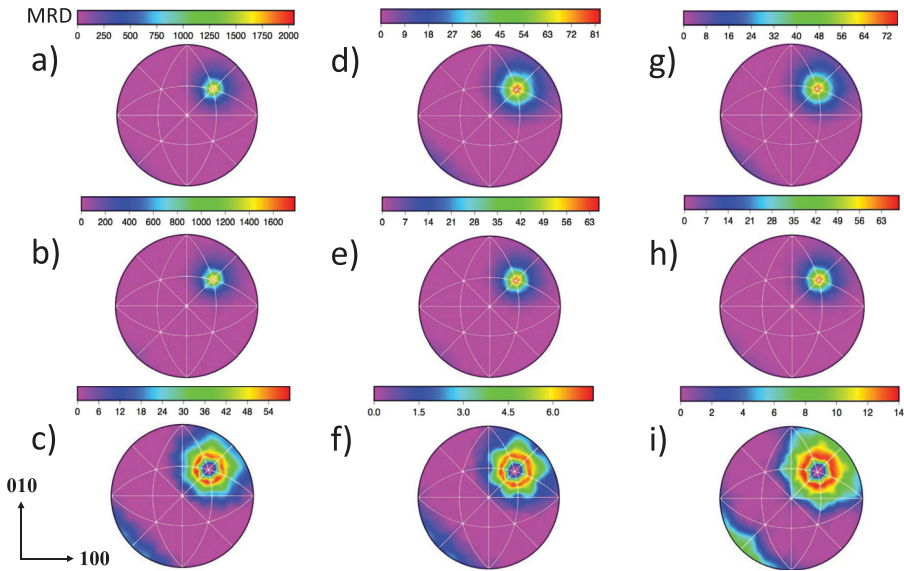 MRD
0 250 500 750 1000 1250 1500 1750 2000
0 9 18 27 36 45 54 63 72 81
0 8 16 24 32 40 48 56 64 72
a)
d)
g)
0 200 400 600 800 1000 1200 1400 1600
0 7 14 21 28 35 42 49 56 63
0 7 14 21 28 35 42 49 56 63
b)
e)
h)
0 6 12 18 24 30 36 42 48 54
0.0 1.5 3.0 4.5 6.0
0 2 4 6 8 10 12 14
c)
f)
i)
010
100